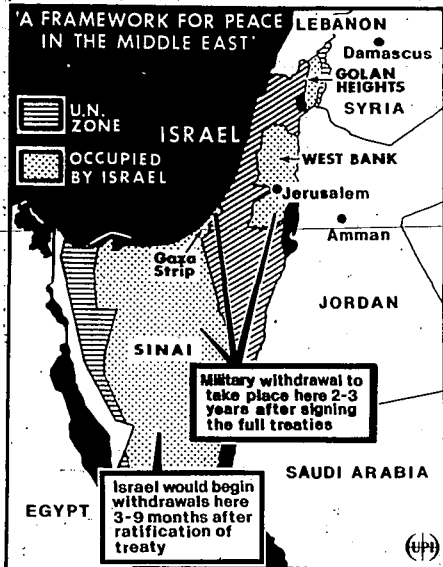 'A FRAMEWORK FOR PEACE
IN THE MIDDLE EAST'
LEBANON
Damascus
GOLAN
HEIGHTS
SYRIA
U.N.
ZONE
ISRAEL
OCCUPIED
BY ISRAEL
WEST BANK
Jerusalem
Amman
Gaza
Strip
JORDAN
SINAI
Military withdrawal to
take place here 2-3
years after signing
the full treaties
SAUDI ARABIA
Israel would begin
withdrawals here
3-9 months after
ratification of
treaty
EGYPT
UPI